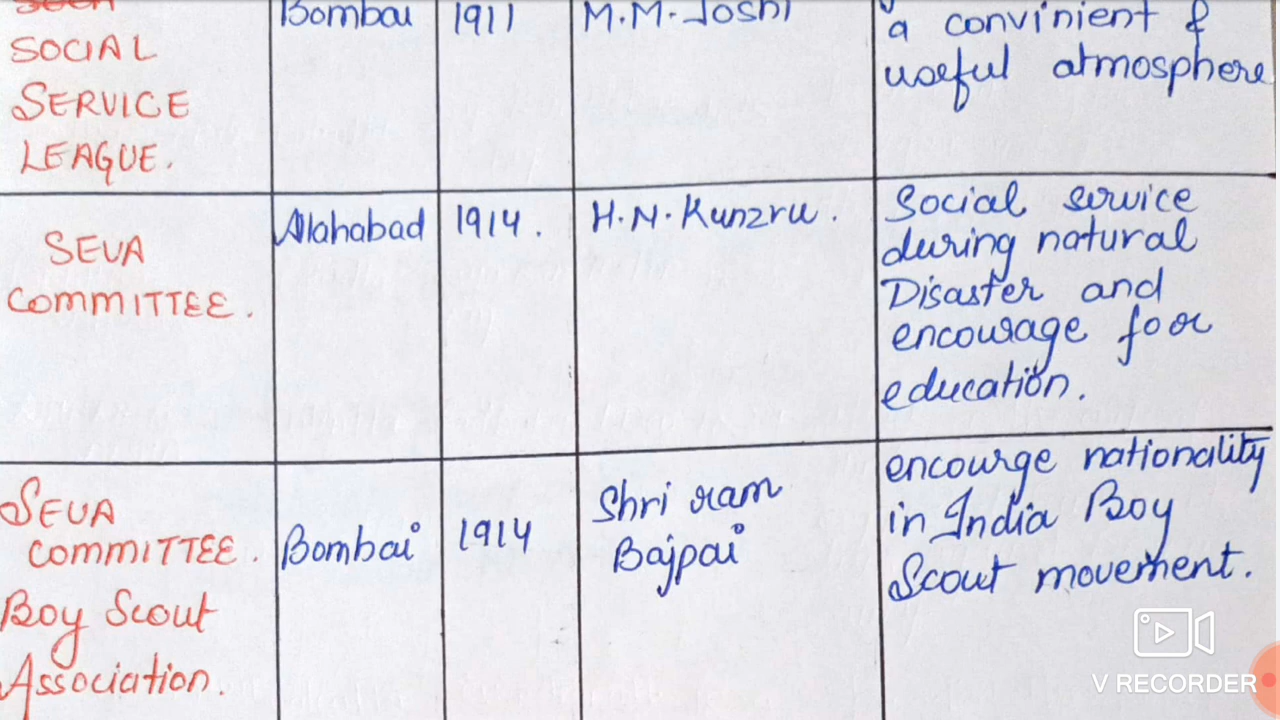 SOCIAL
SERVICE
LEAGUE.
Bombai
1911
M.M. Joshi
a convinient &
useful atmosphere
SEVA
COMMITTEE.
Allahabad
1914.
H.N. Kunzru.
Social service
during natural
Disaster and
encourage foor
education.
SEVA
COMMITTEE.
Boy Scout
Association.
Bombai
1914
Shri ram
Bajpai
encourge nationality
in India Boy
Scout movement.
V RECORDER